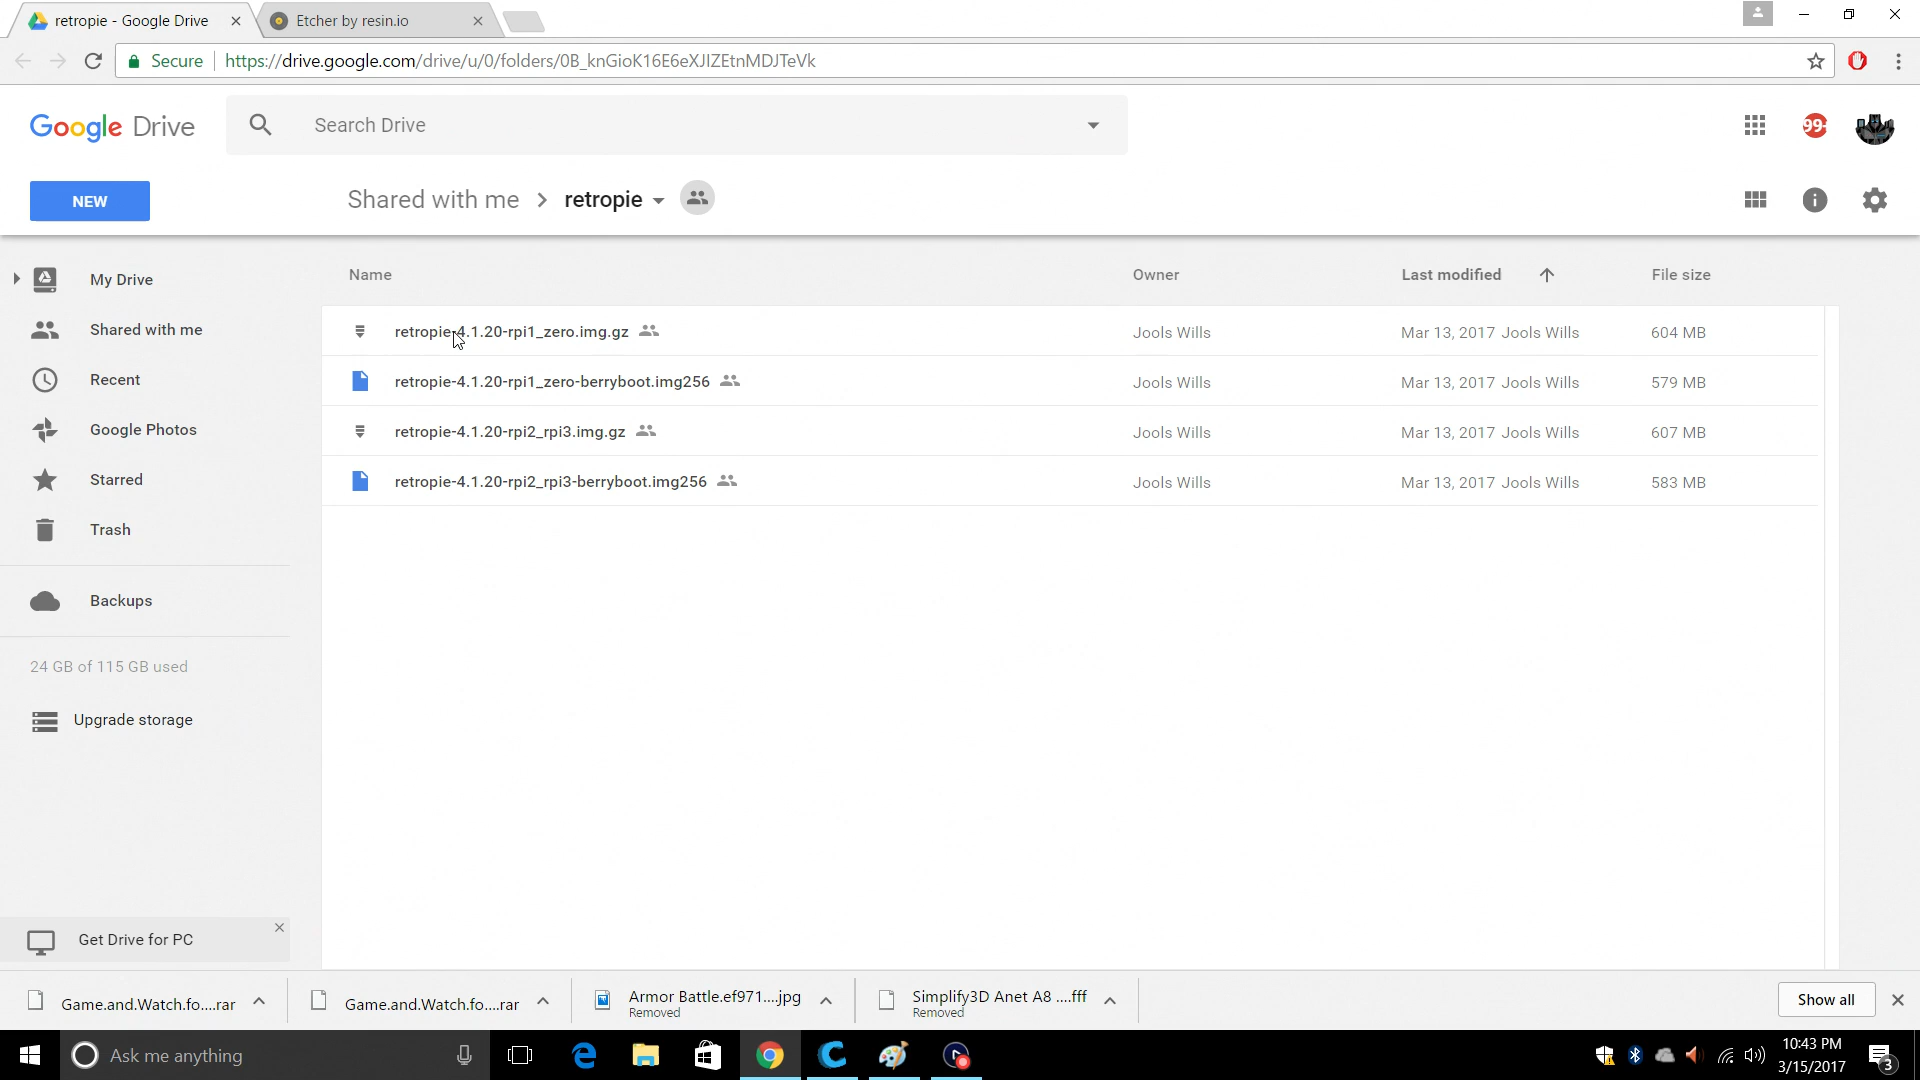 retropie - Google Drive
Etcher by resin.io
Secure
https://drive.google.com/drive/u/0/folders/0B_knGioK16E6eXJIZEtnMDJTeVk
Google Drive
Search Drive
99+
NEW
Shared with me > retropie
Name Owner Last modified File size
My Drive
Shared with me
Recent
Google Photos
Starred
Trash
Backups
24 GB of 115 GB used
Upgrade storage
Get Drive for PC
retropie-4.1.20-rpi1_zero.img.gz Jools Wills Mar 13, 2017 Jools Wills 604 MB
retropie-4.1.20-rpi1_zero-berryboot.img256 Jools Wills Mar 13, 2017 Jools Wills 579 MB
retropie-4.1.20-rpi2_rpi3.img.gz Jools Wills Mar 13, 2017 Jools Wills 607 MB
retropie-4.1.20-rpi2_rpi3-berryboot.img256 Jools Wills Mar 13, 2017 Jools Wills 583 MB
Game.and.Watch.fo....rar
Game.and.Watch.fo....rar
Armor Battle.ef971....jpg
Removed
Simplify3D Anet A8 ....fff
Removed
Show all
Ask me anything
10:43 PM
3/15/2017
3